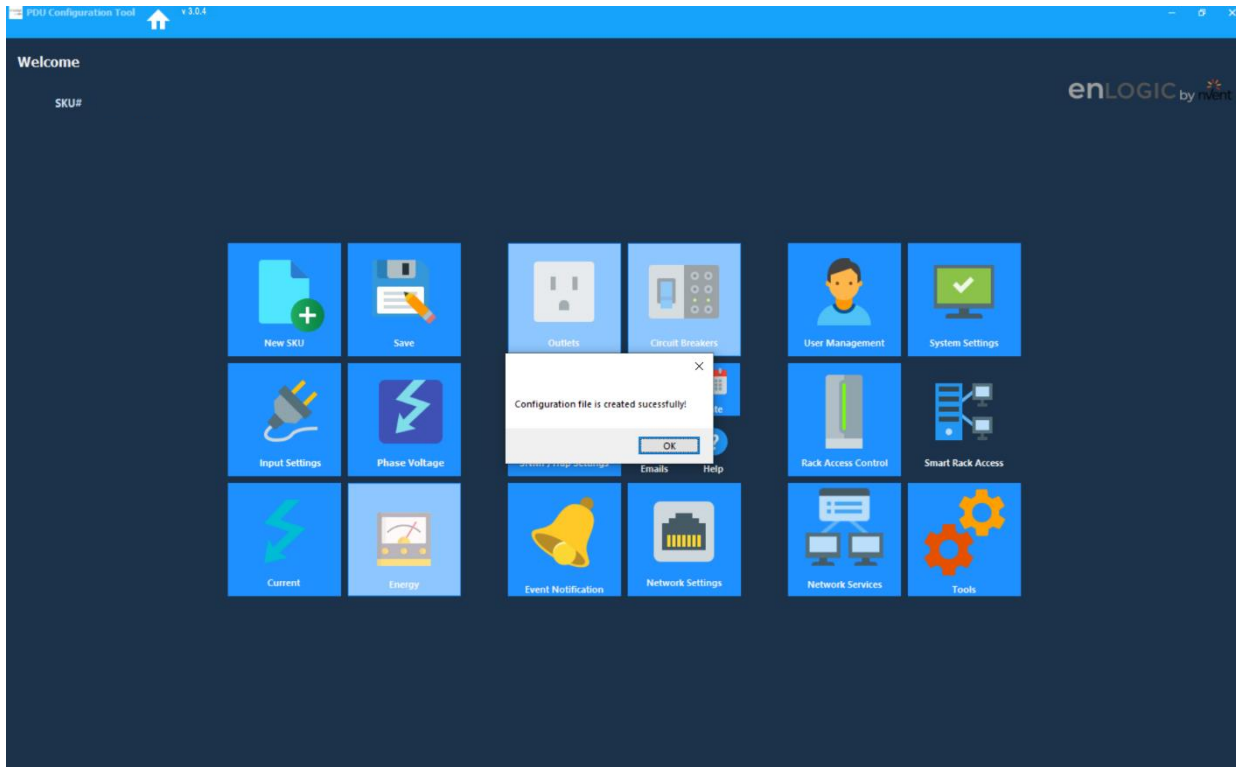 PDU Configuration Tool
v 3.0.4
Welcome
SKU#
enLOGIC by nvent
New SKU
Save
Outlets
Circuit Breakers
User Management
System Settings
Configuration file is created sucessfully!
OK
Input Settings
Phase Voltage
Emails
Help
Rack Access Control
Smart Rack Access
Current
Energy
Event Notification
Network Settings
Network Services
Tools